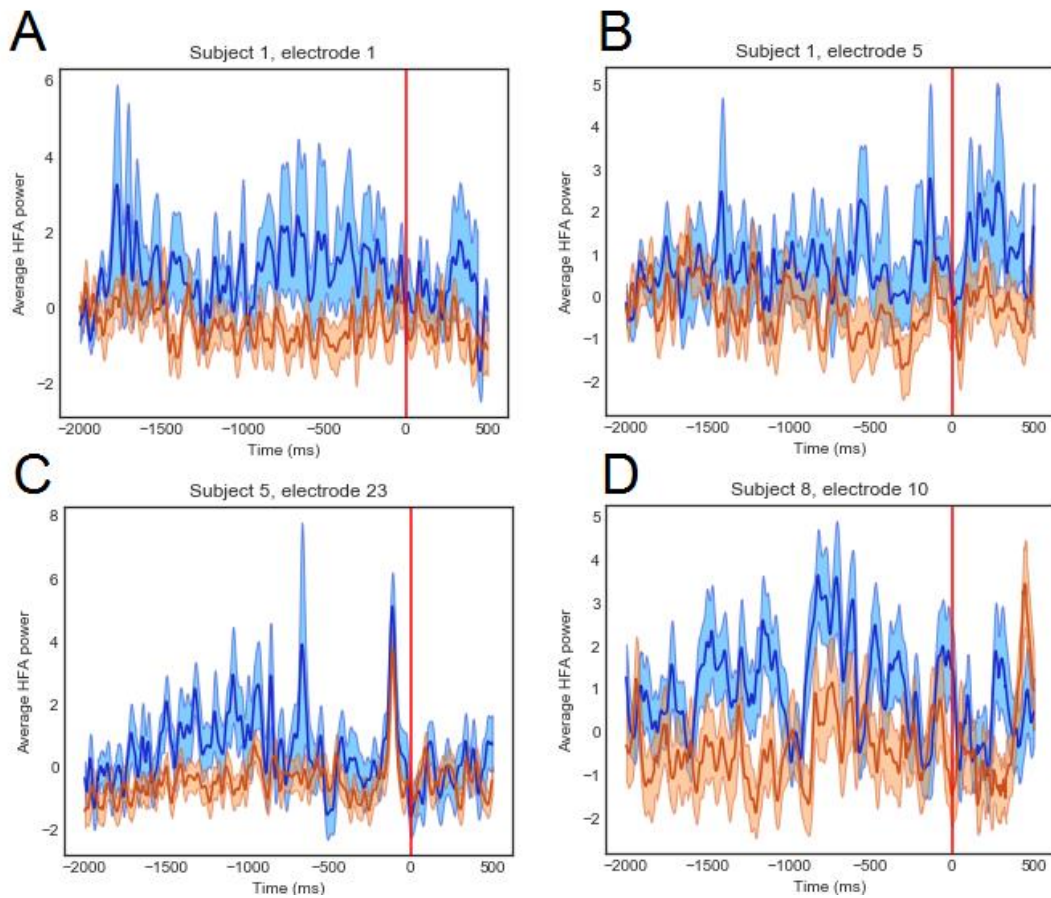 A
Subject 1, electrode 1
6
4
2
0
−2
Average HFA power
−2000 −1500 −1000 −500 0 500
Time (ms)
B
Subject 1, electrode 5
5
4
3
2
1
0
−1
−2
Average HFA power
−2000 −1500 −1000 −500 0 500
Time (ms)
C
Subject 5, electrode 23
8
6
4
2
0
−2
Average HFA power
−2000 −1500 −1000 −500 0 500
Time (ms)
D
Subject 8, electrode 10
5
4
3
2
1
0
−1
−2
Average HFA power
−2000 −1500 −1000 −500 0 500
Time (ms)